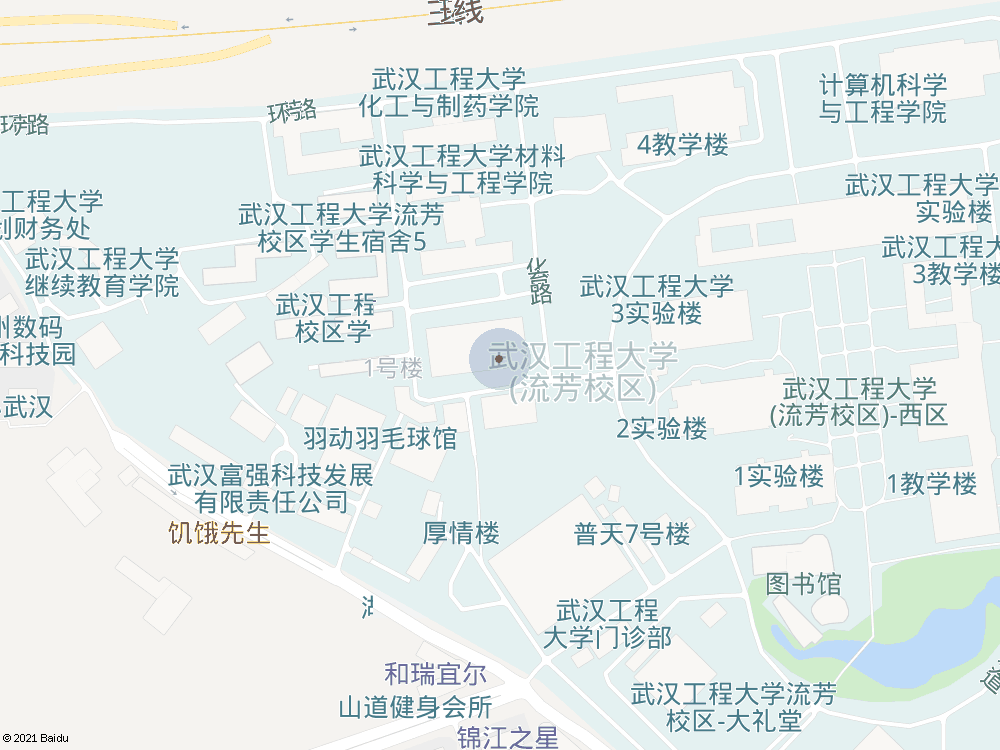 武汉工程大学
化工与制药学院
计算机科学
与工程学院
环旁路
4教学楼
武汉工程大学材料
科学与工程学院
武汉工程大学
实验楼
工程大学
划财务处
武汉工程大学流芳
校区学生宿舍5
武汉工程大
3教学楼
武汉工程大学
继续教育学院
化育路
武汉工程大学
3实验楼
武汉工程
校区学
州数码
科技园
1号楼
武汉工程大学
(流芳校区)
武汉工程大学
(流芳校区)-西区
武汉
2实验楼
羽动羽毛球馆
武汉富强科技发展
有限责任公司
1实验楼
1教学楼
饥饿先生
厚情楼
普天7号楼
图书馆
武汉工程
大学门诊部
和瑞宜尔
山道健身会所
武汉工程大学流芳
校区-大礼堂
道
锦江之星
© 2021 Baidu